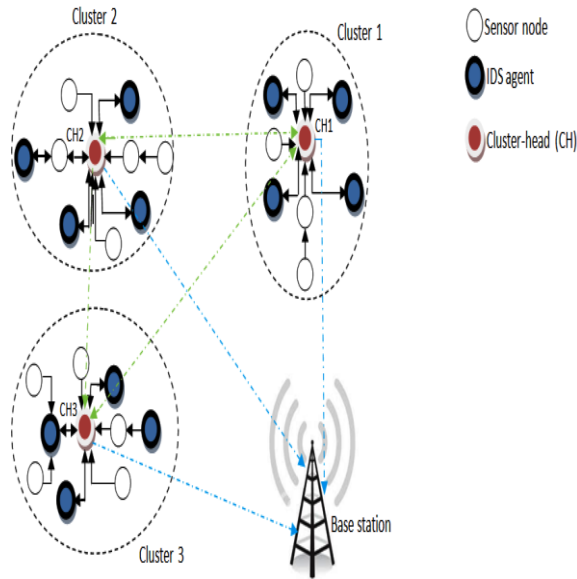 Cluster 2
Cluster 1
Sensor node
IDS agent
Cluster-head (CH)
CH2
CH1
CH3
Base station
Cluster 3